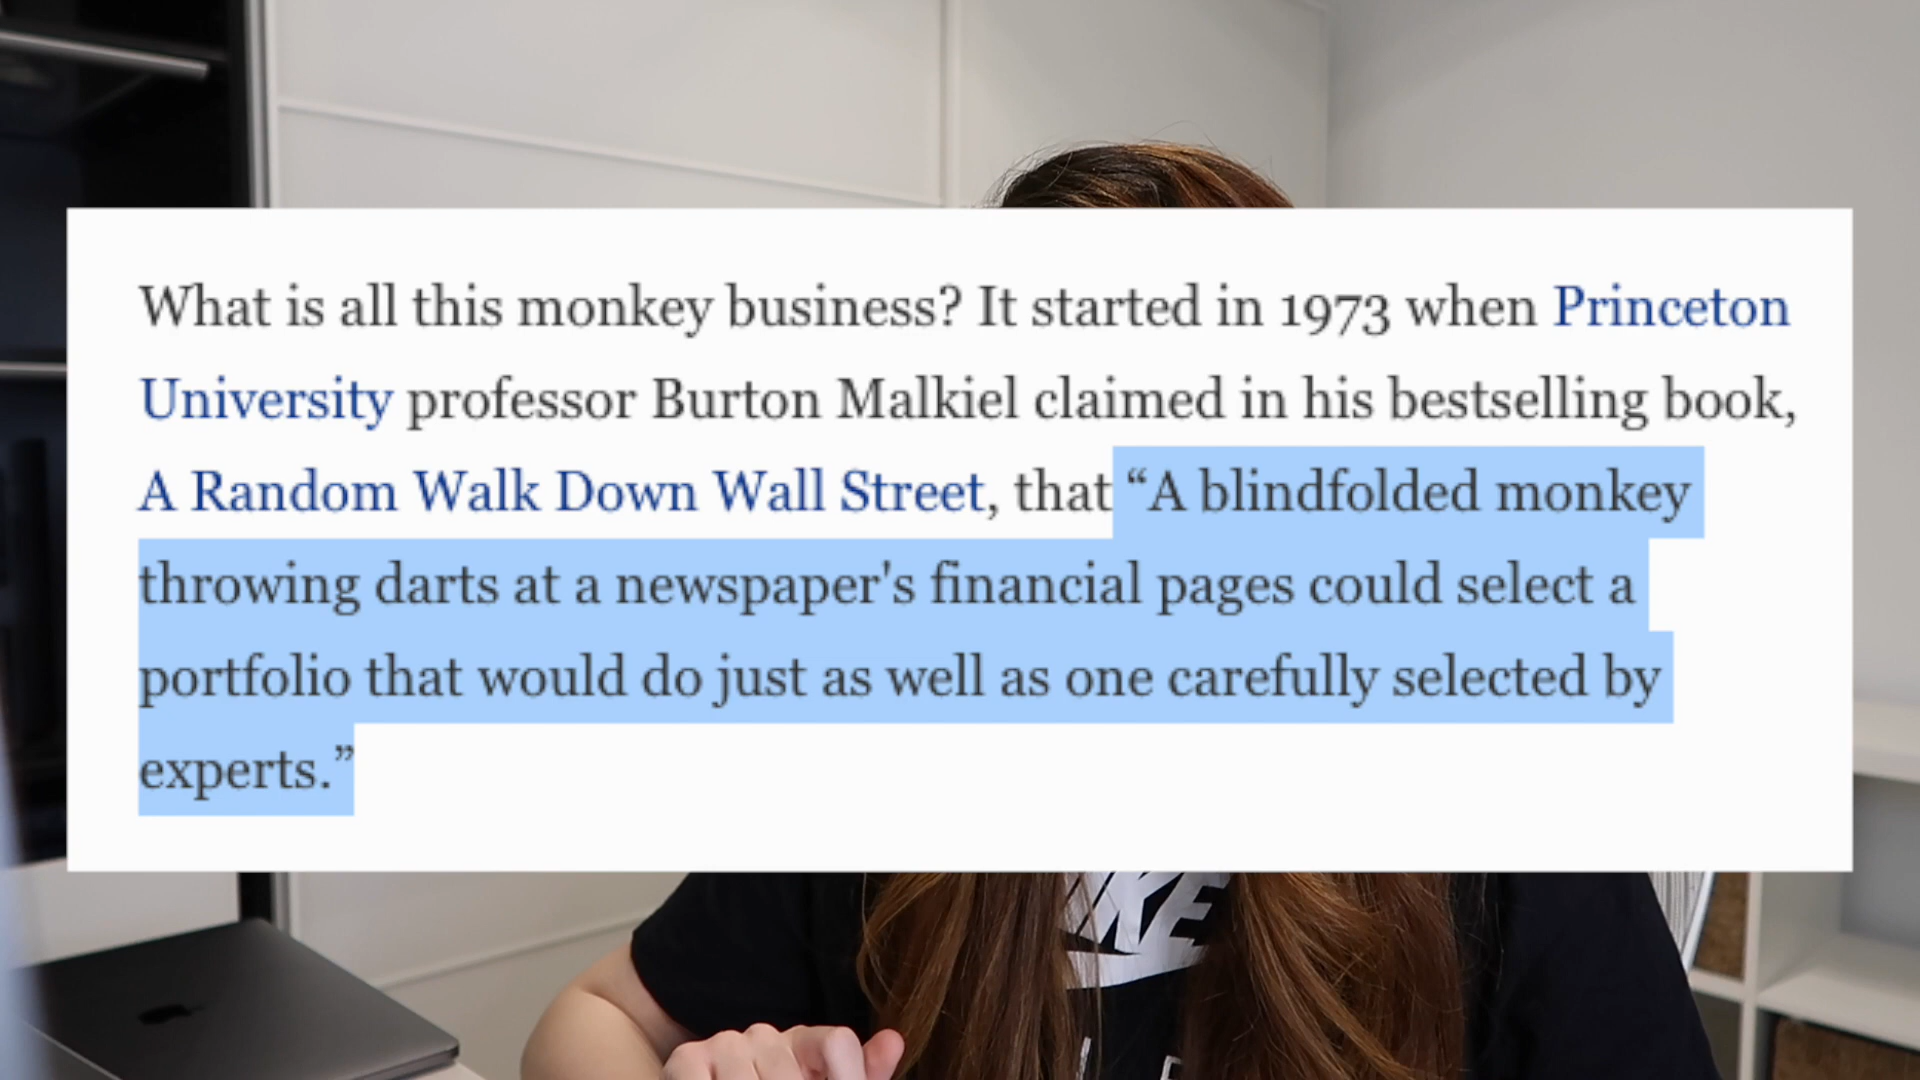 What is all this monkey business? It started in 1973 when Princeton
University professor Burton Malkiel claimed in his bestselling book,
A Random Walk Down Wall Street, that “A blindfolded monkey
throwing darts at a newspaper's financial pages could select a
portfolio that would do just as well as one carefully selected by
experts.”